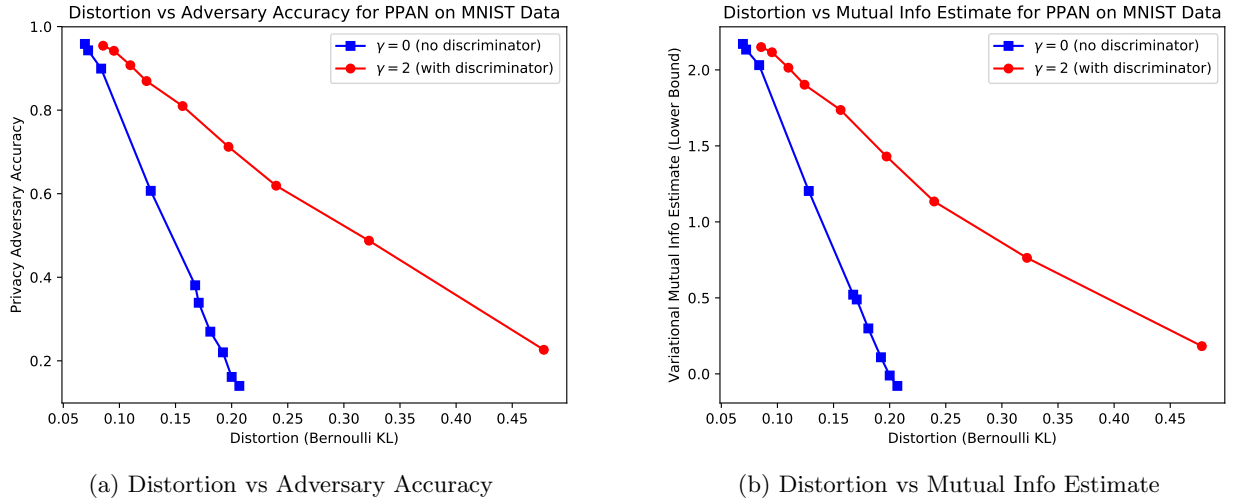 Distortion vs Adversary Accuracy for PPAN on MNIST Data
γ = 0 (no discriminator)
γ = 2 (with discriminator)
Privacy Adversary Accuracy
1.0
0.8
0.6
0.4
0.2
0.05 0.10 0.15 0.20 0.25 0.30 0.35 0.40 0.45
Distortion (Bernoulli KL)
(a) Distortion vs Adversary Accuracy
Distortion vs Mutual Info Estimate for PPAN on MNIST Data
γ = 0 (no discriminator)
γ = 2 (with discriminator)
Variational Mutual Info Estimate (Lower Bound)
2.0
1.5
1.0
0.5
0.0
0.05 0.10 0.15 0.20 0.25 0.30 0.35 0.40 0.45
Distortion (Bernoulli KL)
(b) Distortion vs Mutual Info Estimate